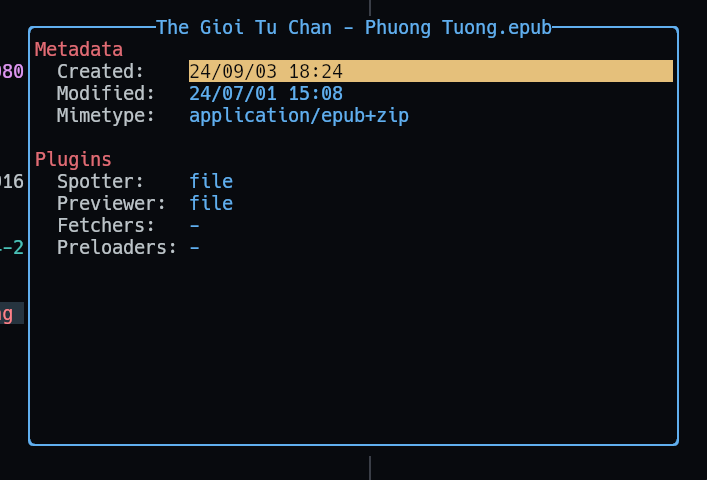 The Gioi Tu Chan - Phuong Tuong.epub
Metadata
080 Created: 24/09/03 18:24
Modified: 24/07/01 15:08
Mimetype: application/epub+zip
Plugins
016 Spotter: file
Previewer: file
Fetchers: -
-2 Preloaders: -
ng